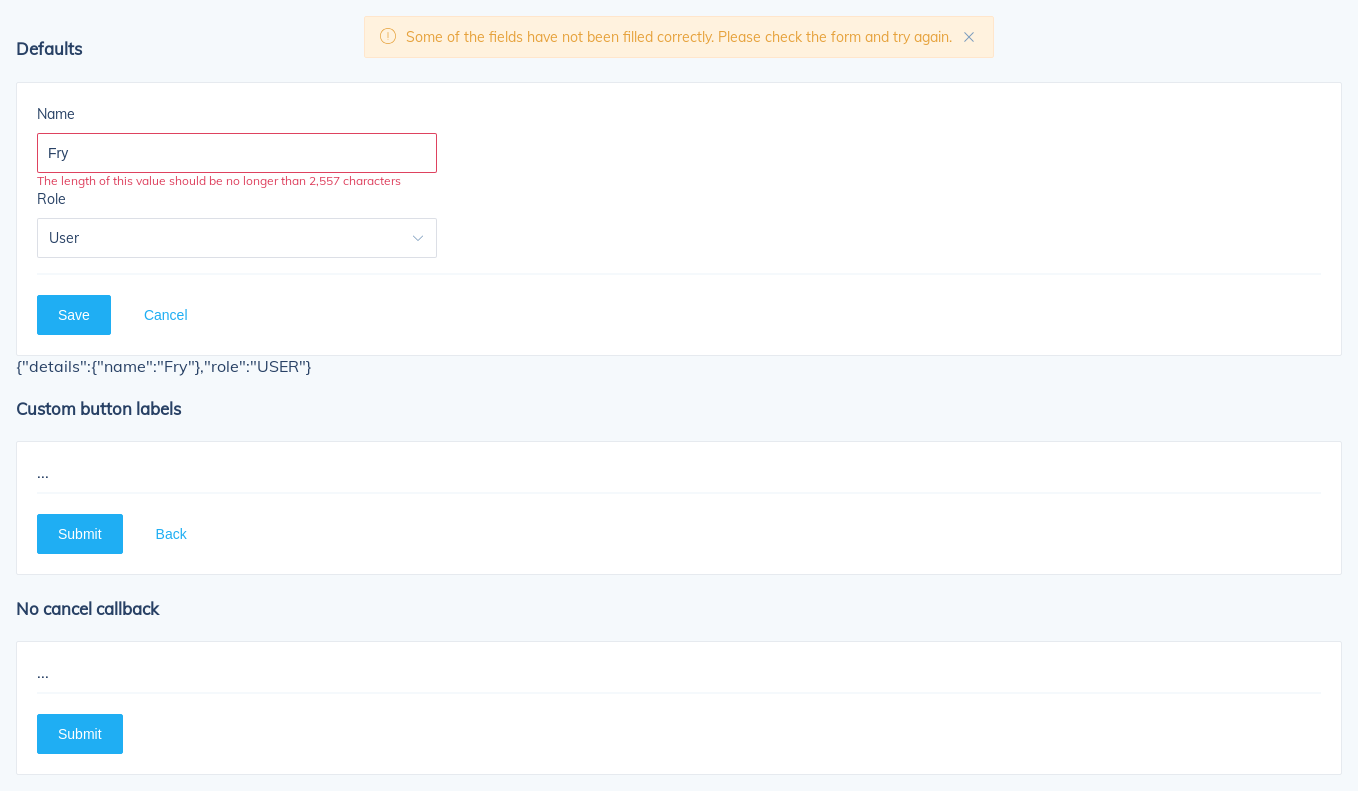 Some of the fields have not been filled correctly. Please check the form and try again.
Defaults
Name
Fry
The length of this value should be no longer than 2,557 characters
Role
User
Save Cancel
{"details":{"name":"Fry"},"role":"USER"}
Custom button labels
...
Submit Back
No cancel callback
...
Submit